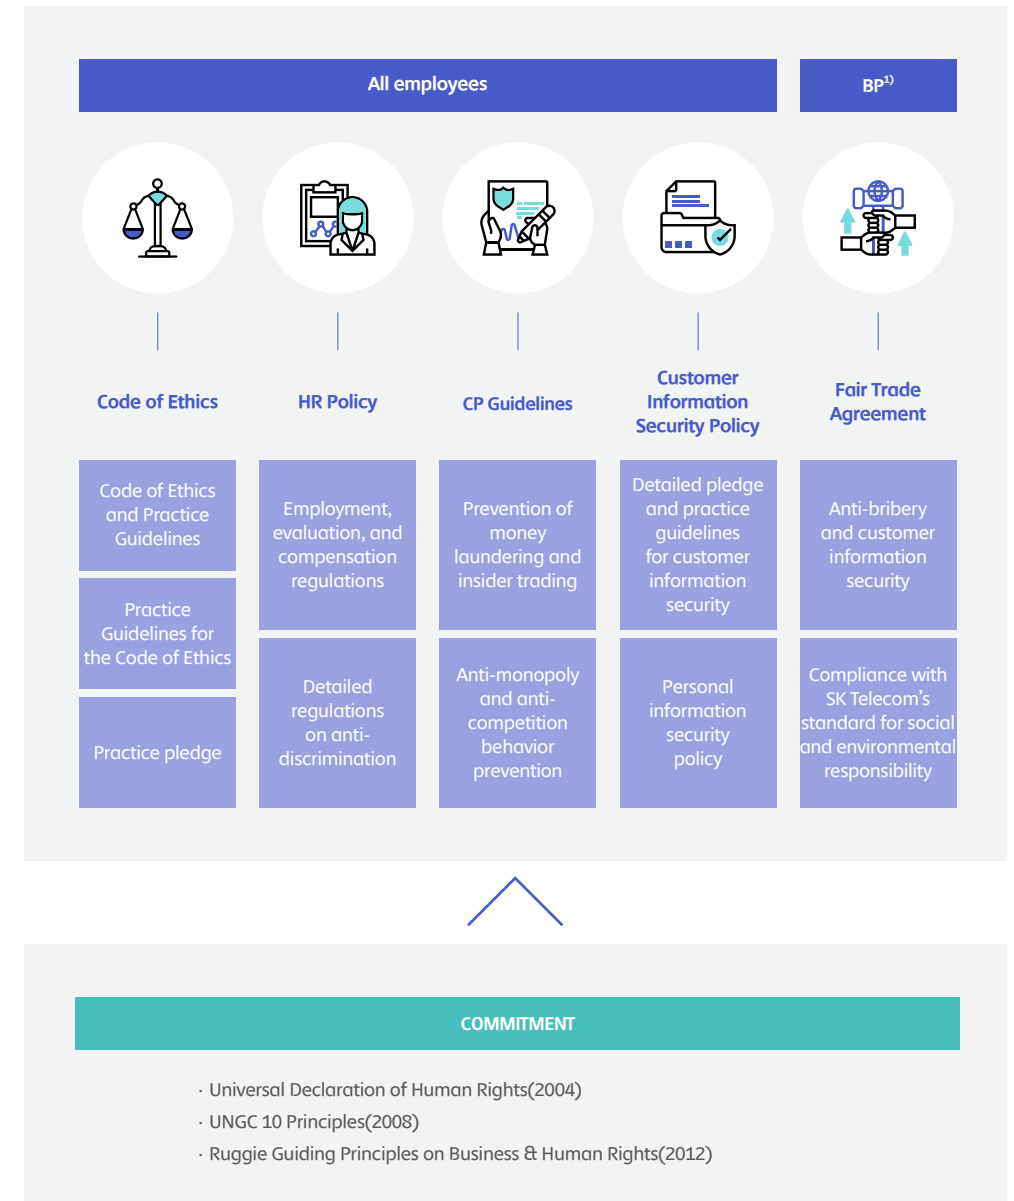 All employees
BP1)
Code of Ethics
HR Policy
CP Guidelines
Customer
Information
Security Policy
Fair Trade
Agreement
Code of Ethics
and Practice
Guidelines
Practice
Guidelines for
the Code of Ethics
Practice pledge
Employment,
evaluation, and
compensation
regulations
Detailed
regulations
on anti-
discrimination
Prevention of
money
laundering and
insider trading
Anti-monopoly
and anti-
competition
behavior
prevention
Detailed pledge
and practice
guidelines
for customer
information
security
Personal
information
security
policy
Anti-bribery
and customer
information
security
Compliance with
SK Telecom’s
standard for social
and environmental
responsibility
COMMITMENT
· Universal Declaration of Human Rights(2004)
· UNGC 10 Principles(2008)
· Ruggie Guiding Principles on Business & Human Rights(2012)